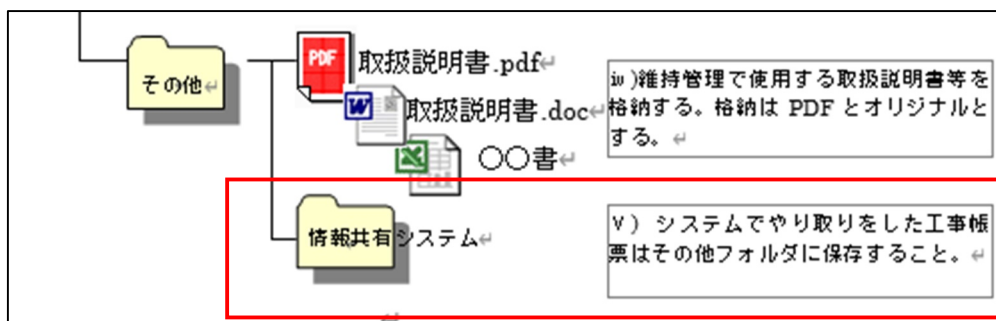 その他
PDF
取扱説明書.pdf
W
取扱説明書.doc
〇〇書
ⅳ)維持管理で使用する取扱説明書等を
格納する。格納は PDF とオリジナルと
する。
情報共有システム
Ⅴ) システムでやり取りをした工事帳
票はその他フォルダに保存すること。